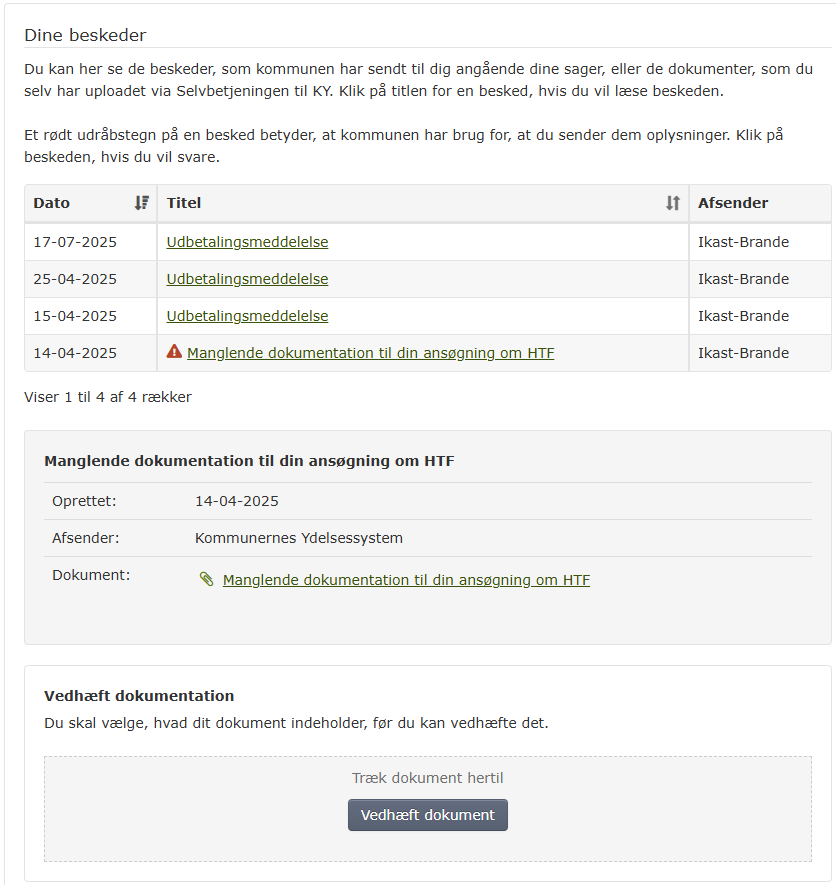 Dine beskeder
Du kan her se de beskeder, som kommunen har sendt til dig angående dine sager, eller de dokumenter, som du
selv har uploadet via Selvbetjeningen til KY. Klik på titlen for en besked, hvis du vil læse beskeden.
Et rødt udråbstegn på en besked betyder, at kommunen har brug for, at du sender dem oplysninger. Klik på
beskeden, hvis du vil svare.
Dato Titel Afsender
17-07-2025 Udbetalingsmeddelelse Ikast-Brande
25-04-2025 Udbetalingsmeddelelse Ikast-Brande
15-04-2025 Udbetalingsmeddelelse Ikast-Brande
14-04-2025 Manglende dokumentation til din ansøgning om HTF Ikast-Brande
Viser 1 til 4 af 4 rækker
Manglende dokumentation til din ansøgning om HTF
Oprettet: 14-04-2025
Afsender: Kommunernes Ydelsessystem
Dokument: Manglende dokumentation til din ansøgning om HTF
Vedhæft dokumentation
Du skal vælge, hvad dit dokument indeholder, før du kan vedhæfte det.
Træk dokument hertil
Vedhæft dokument